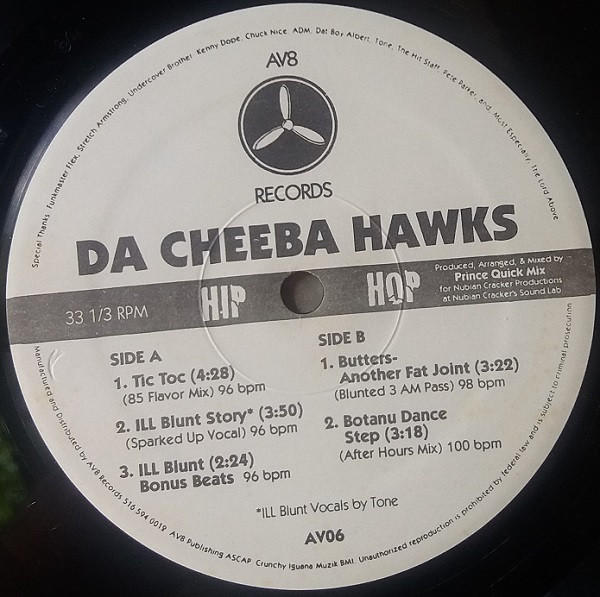 Special Thanks: Funkmaster Flex, Stretch Armstrong, Undercover Brother, Kenny Dope, Chuck Nice, ADM, Dat Boy Albert, Tone, The Hit Staff, Pete Parker and, Most Especially, the Lord Above
AV8
RECORDS
DA CHEEBA HAWKS
33 1/3 RPM
HIP HOP
Produced, Arranged, & Mixed by
Prince Quick Mix
for Nubian Cracker Productions
at Nubian Cracker's Sound Lab
SIDE A
1. Tic Toc (4:28)
(85 Flavor Mix) 96 bpm
2. ILL Blunt Story* (3:50)
(Sparked Up Vocal) 96 bpm
3. ILL Blunt (2:24)
Bonus Beats 96 bpm
SIDE B
1. Butters-
Another Fat Joint (3:22)
(Blunted 3 AM Pass) 98 bpm
2. Botanu Dance
Step (3:18)
(After Hours Mix) 100 bpm
*ILL Blunt Vocals by Tone
AV06
Manufactured and Distributed by AV8 Records 516 594 0019. AV8 Publishing ASCAP. Crunchy Iguana Muzik BMI. Unauthorized reproduction is prohibited by federal law and is subject to criminal prosecution